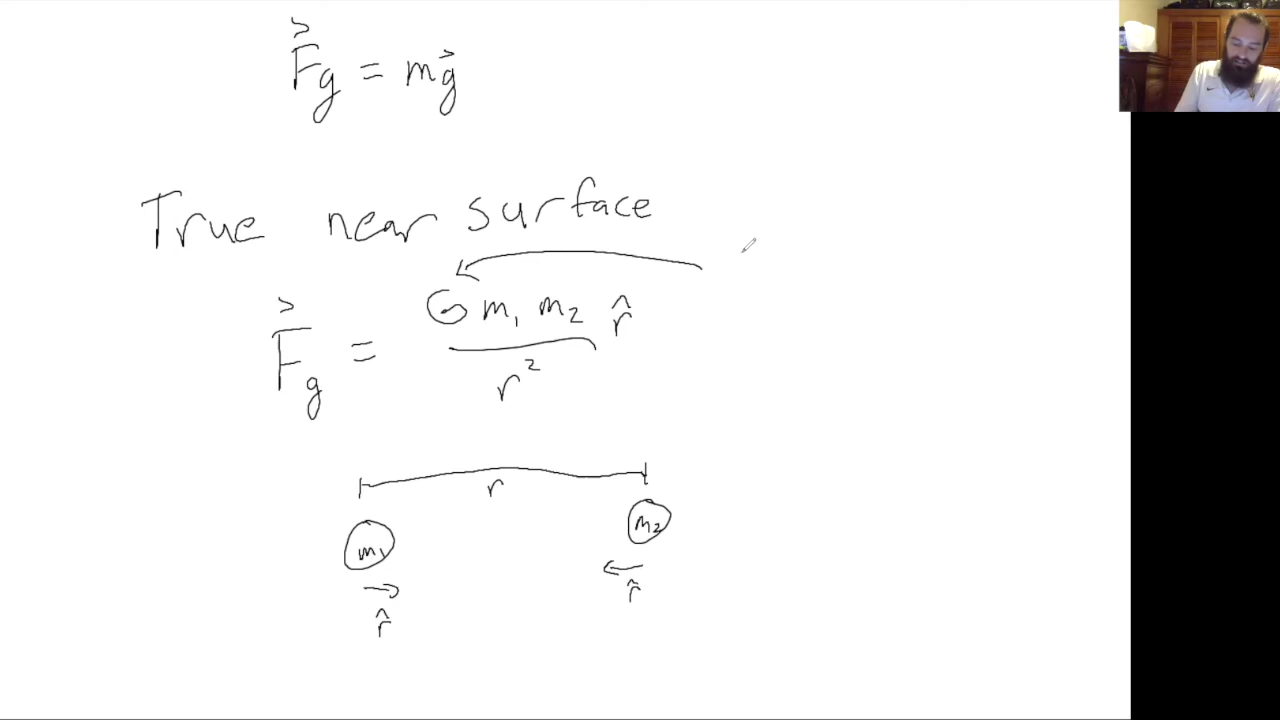 F⃗g = mg⃗
True near surface
F⃗g = G m₁ m₂ r̂
r²
r
m₁ m₂
r̂ r̂